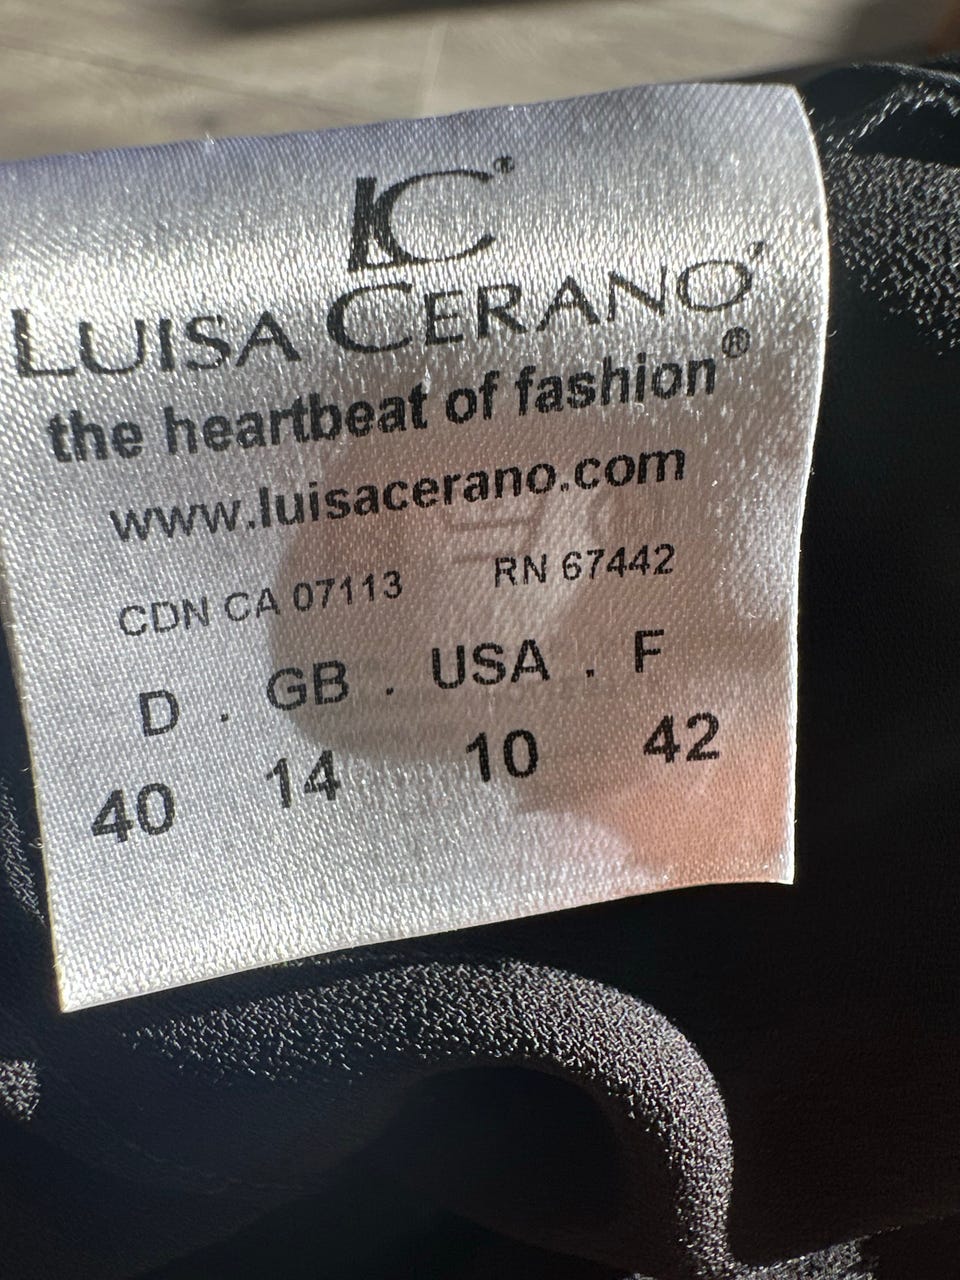 LC®
LUISA CERANO®
the heartbeat of fashion®
www.luisacerano.com
CDN CA 07113 RN 67442
D . GB . USA . F
40 14 10 42